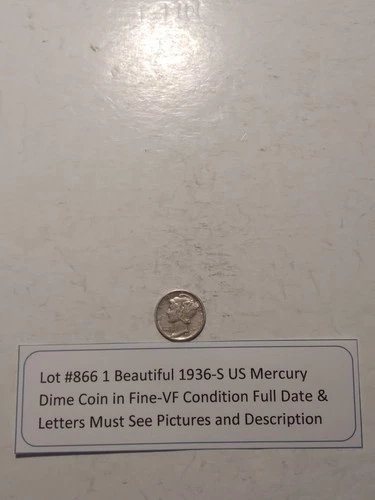 Lot #866 1 Beautiful 1936-S US Mercury
Dime Coin in Fine-VF Condition Full Date &
Letters Must See Pictures and Description